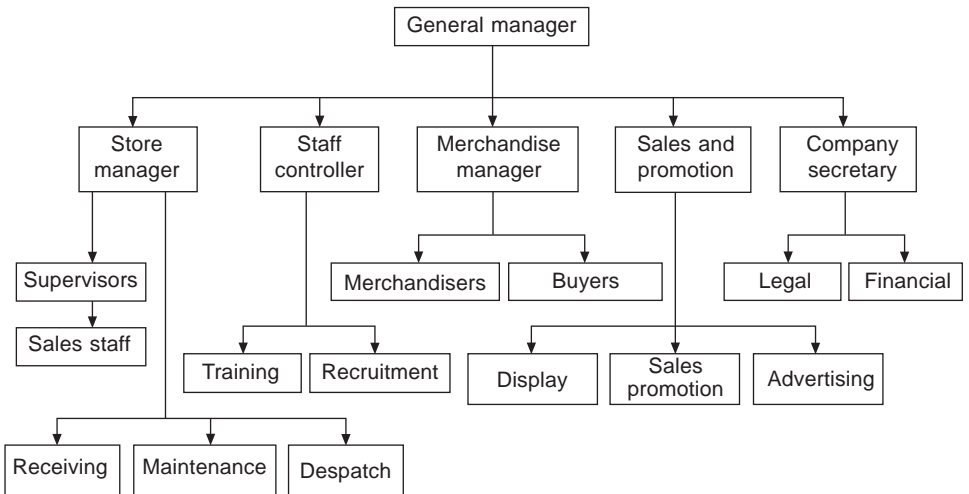 General manager
Store
manager
Staff
controller
Merchandise
manager
Sales and
promotion
Company
secretary
Supervisors
Merchandisers
Buyers
Legal
Financial
Sales staff
Training
Recruitment
Display
Sales
promotion
Advertising
Receiving
Maintenance
Despatch